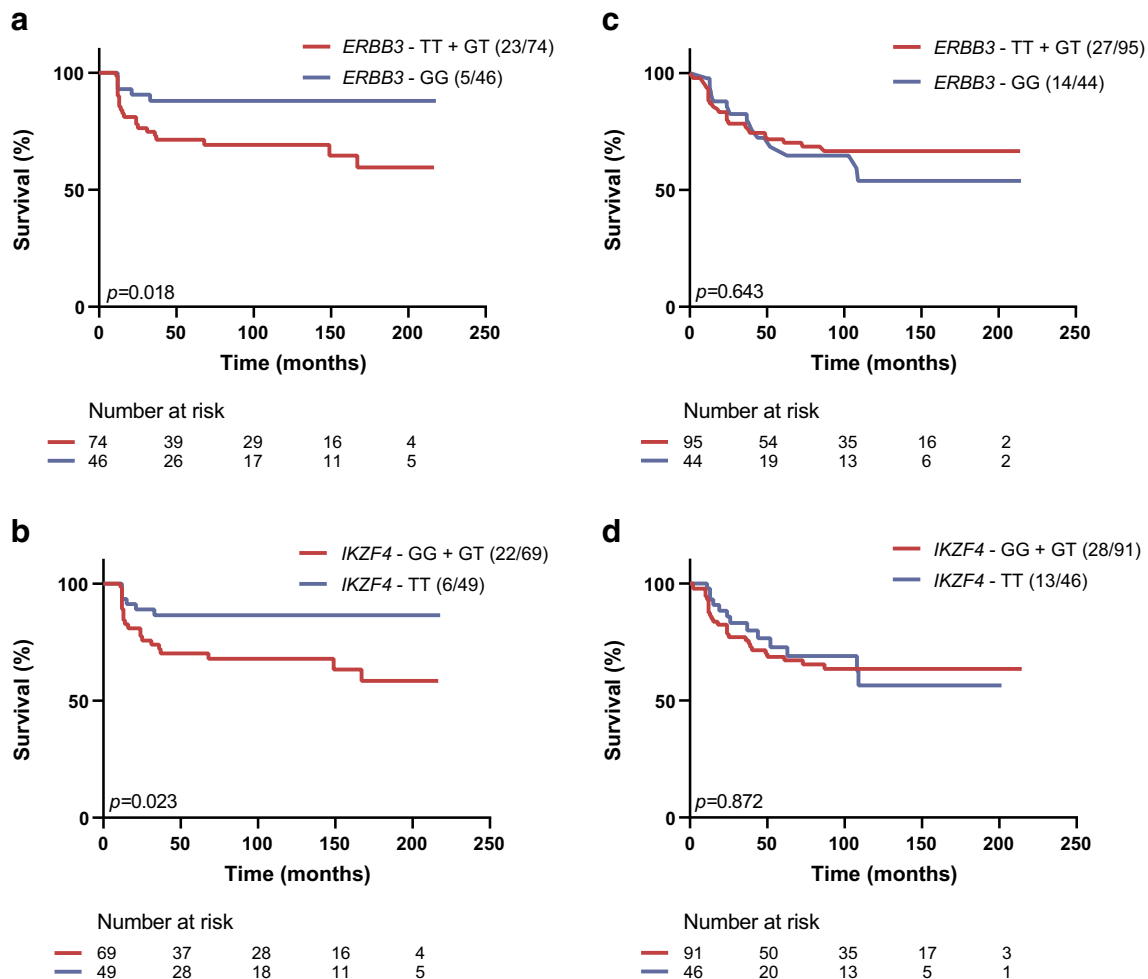 a
ERBB3 - TT + GT (23/74)
ERBB3 - GG (5/46)
100
50
0
Survival (%)
p=0.018
0 50 100 150 200 250
Time (months)
Number at risk
74 39 29 16 4
46 26 17 11 5
c
ERBB3 - TT + GT (27/95)
ERBB3 - GG (14/44)
100
50
0
Survival (%)
p=0.643
0 50 100 150 200 250
Time (months)
Number at risk
95 54 35 16 2
44 19 13 6 2
b
IKZF4 - GG + GT (22/69)
IKZF4 - TT (6/49)
100
50
0
Survival (%)
p=0.023
0 50 100 150 200 250
Time (months)
Number at risk
69 37 28 16 4
49 28 18 11 5
d
IKZF4 - GG + GT (28/91)
IKZF4 - TT (13/46)
100
50
0
Survival (%)
p=0.872
0 50 100 150 200 250
Time (months)
Number at risk
91 50 35 17 3
46 20 13 5 1